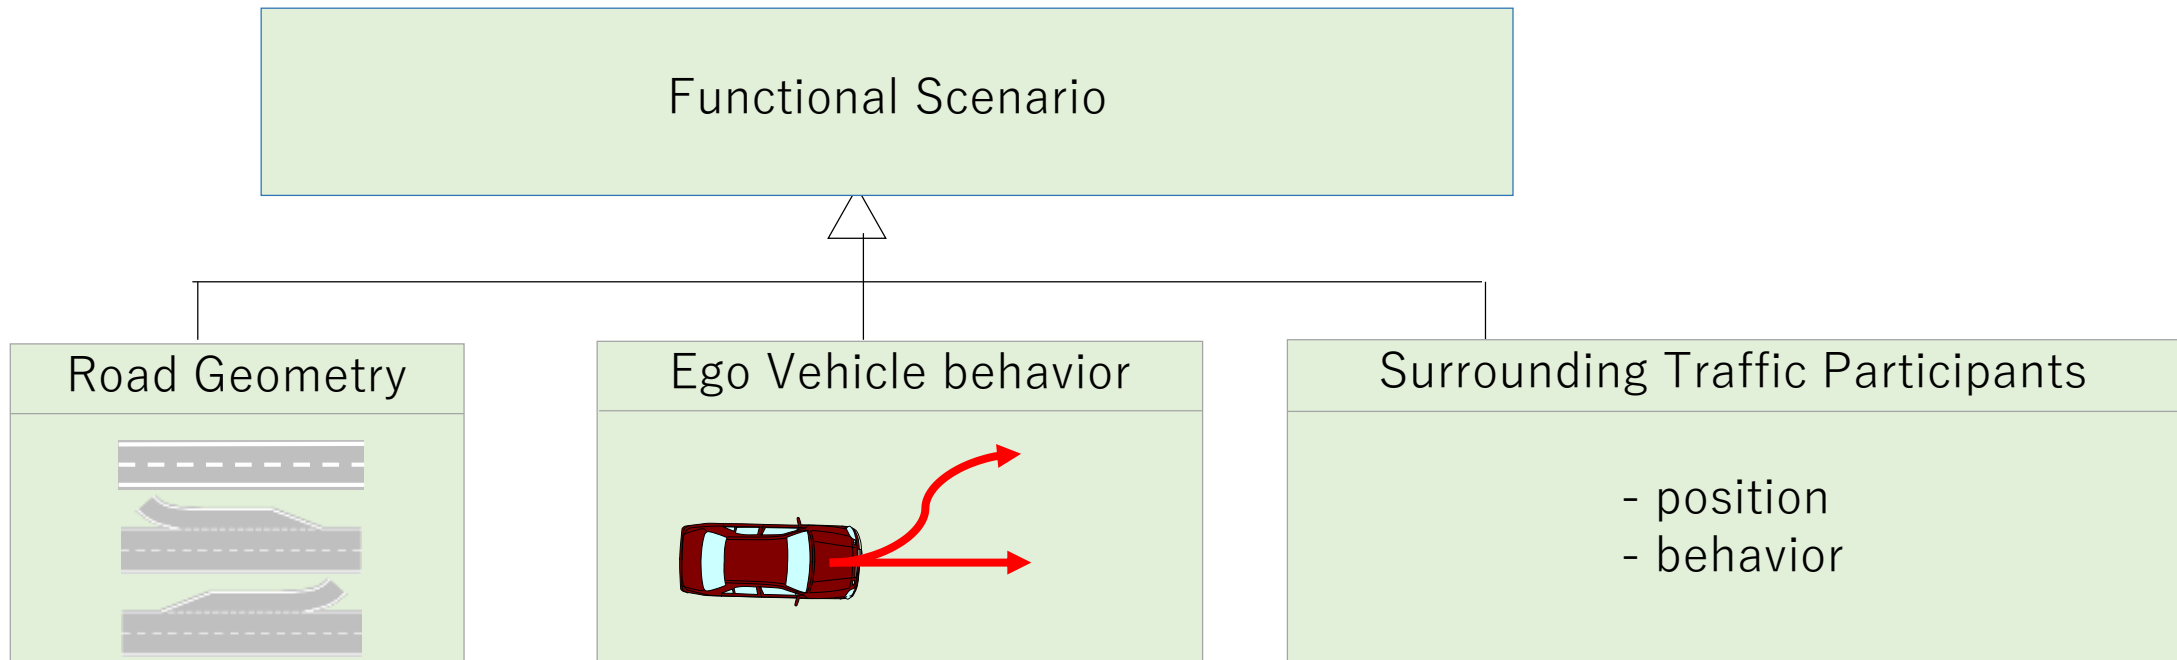 Functional Scenario
Road Geometry
Ego Vehicle behavior
Surrounding Traffic Participants
- position
- behavior